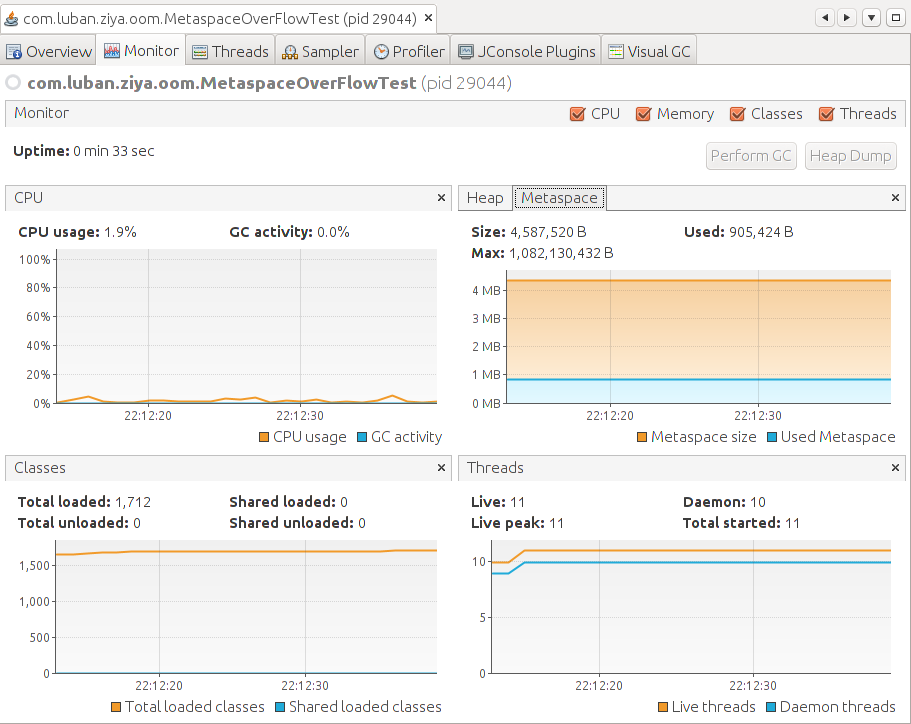 com.luban.ziya.oom.MetaspaceOverFlowTest (pid 29044)
Overview Monitor Threads Sampler Profiler JConsole Plugins Visual GC
com.luban.ziya.oom.MetaspaceOverFlowTest (pid 29044)
Monitor CPU Memory Classes Threads
Uptime: 0 min 33 sec
Perform GC Heap Dump
CPU
CPU usage: 1.9% GC activity: 0.0%
100%
80%
60%
40%
20%
0%
22:12:20 22:12:30
CPU usage GC activity
Heap Metaspace
Size: 4,587,520 B Used: 905,424 B
Max: 1,082,130,432 B
4 MB
3 MB
2 MB
1 MB
0 MB
22:12:20 22:12:30
Metaspace size Used Metaspace
Classes
Total loaded: 1,712 Shared loaded: 0
Total unloaded: 0 Shared unloaded: 0
1,500
1,000
500
0
22:12:20 22:12:30
Total loaded classes Shared loaded classes
Threads
Live: 11 Daemon: 10
Live peak: 11 Total started: 11
10
5
0
22:12:20 22:12:30
Live threads Daemon threads